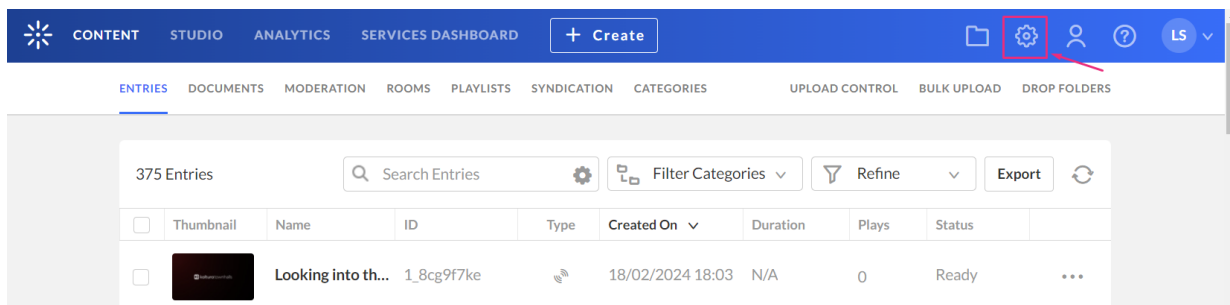 CONTENT STUDIO ANALYTICS SERVICES DASHBOARD + Create LS
ENTRIES DOCUMENTS MODERATION ROOMS PLAYLISTS SYNDICATION CATEGORIES UPLOAD CONTROL BULK UPLOAD DROP FOLDERS
375 Entries Search Entries Filter Categories Refine Export
Thumbnail Name ID Type Created On Duration Plays Status
Looking into th... 1_8cg9f7ke 18/02/2024 18:03 N/A 0 Ready